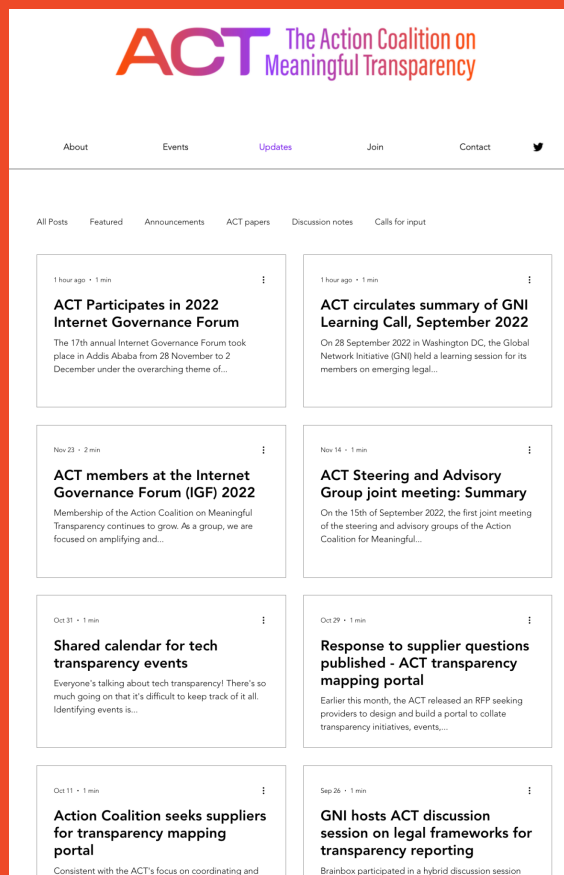 ACT The Action Coalition on
Meaningful Transparency
About Events Updates Join Contact
All Posts Featured Announcements ACT papers Discussion notes Calls for input
1 hour ago • 1 min
ACT Participates in 2022
Internet Governance Forum
The 17th annual Internet Governance Forum took
place in Addis Ababa from 28 November to 2
December under the overarching theme of...
1 hour ago • 1 min
ACT circulates summary of GNI
Learning Call, September 2022
On 28 September 2022 in Washington DC, the Global
Network Initiative (GNI) held a learning session for its
members on emerging legal...
Nov 23 • 2 min
ACT members at the Internet
Governance Forum (IGF) 2022
Membership of the Action Coalition on Meaningful
Transparency continues to grow. As a group, we are
focused on amplifying and...
Nov 14 • 1 min
ACT Steering and Advisory
Group joint meeting: Summary
On the 15th of September 2022, the first joint meeting
of the steering and advisory groups of the Action
Coalition for Meaningful...
Oct 31 • 1 min
Shared calendar for tech
transparency events
Everyone's talking about tech transparency! There's so
much going on that it's difficult to keep track of it all.
Identifying events is...
Oct 29 • 1 min
Response to supplier questions
published - ACT transparency
mapping portal
Earlier this month, the ACT released an RFP seeking
providers to design and build a portal to collate
transparency initiatives, events,...
Oct 11 • 1 min
Action Coalition seeks suppliers
for transparency mapping
portal
Consistent with the ACT's focus on coordinating and
Sep 26 • 1 min
GNI hosts ACT discussion
session on legal frameworks for
transparency reporting
Brainbox participated in a hybrid discussion session